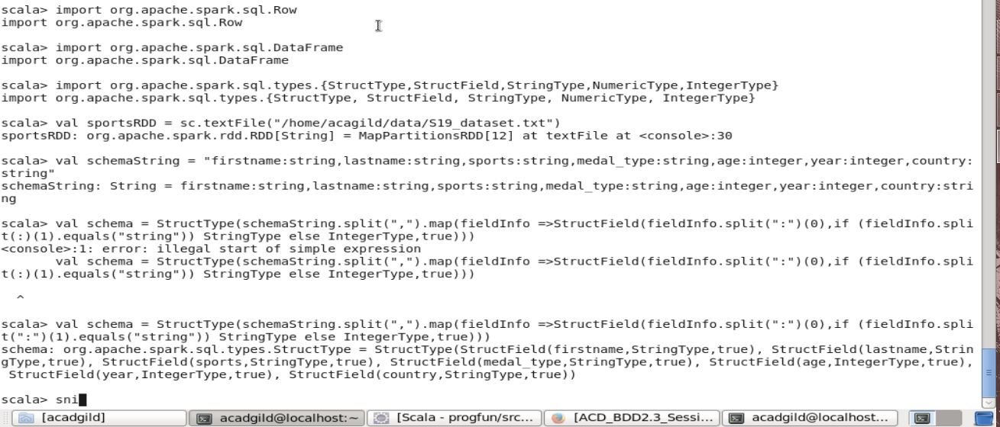 scala> import org.apache.spark.sql.Row
import org.apache.spark.sql.Row
scala> import org.apache.spark.sql.DataFrame
import org.apache.spark.sql.DataFrame
scala> import org.apache.spark.sql.types.{StructType,StructField,StringType,NumericType,IntegerType}
import org.apache.spark.sql.types.{StructType, StructField, StringType, NumericType, IntegerType}
scala> val sportsRDD = sc.textFile("/home/acagild/data/S19_dataset.txt")
sportsRDD: org.apache.spark.rdd.RDD[String] = MapPartitionsRDD[12] at textFile at <console>:30
scala> val schemaString = "firstname:string,lastname:string,sports:string,medal_type:string,age:integer,year:integer,country:
string"
schemaString: String = firstname:string,lastname:string,sports:string,medal_type:string,age:integer,year:integer,country:stri
ng
scala> val schema = StructType(schemaString.split(",").map(fieldInfo =>StructField(fieldInfo.split(":")(0),if (fieldInfo.spli
t(:)(1).equals("string")) StringType else IntegerType,true)))
<console>:1: error: illegal start of simple expression
val schema = StructType(schemaString.split(",").map(fieldInfo =>StructField(fieldInfo.split(":")(0),if (fieldInfo.spli
t(:)(1).equals("string")) StringType else IntegerType,true)))
^
scala> val schema = StructType(schemaString.split(",").map(fieldInfo =>StructField(fieldInfo.split(":")(0),if (fieldInfo.spli
t(":")(1).equals("string")) StringType else IntegerType,true)))
schema: org.apache.spark.sql.types.StructType = StructType(StructField(firstname,StringType,true), StructField(lastname,Strin
gType,true), StructField(sports,StringType,true), StructField(medal_type,StringType,true), StructField(age,IntegerType,true),
StructField(year,IntegerType,true), StructField(country,StringType,true))
scala> sni
[acadgild] acadgild@localhost:~ [Scala - progfun/src... [ACD_BDD2.3_Sessi... acadgild@localhost...